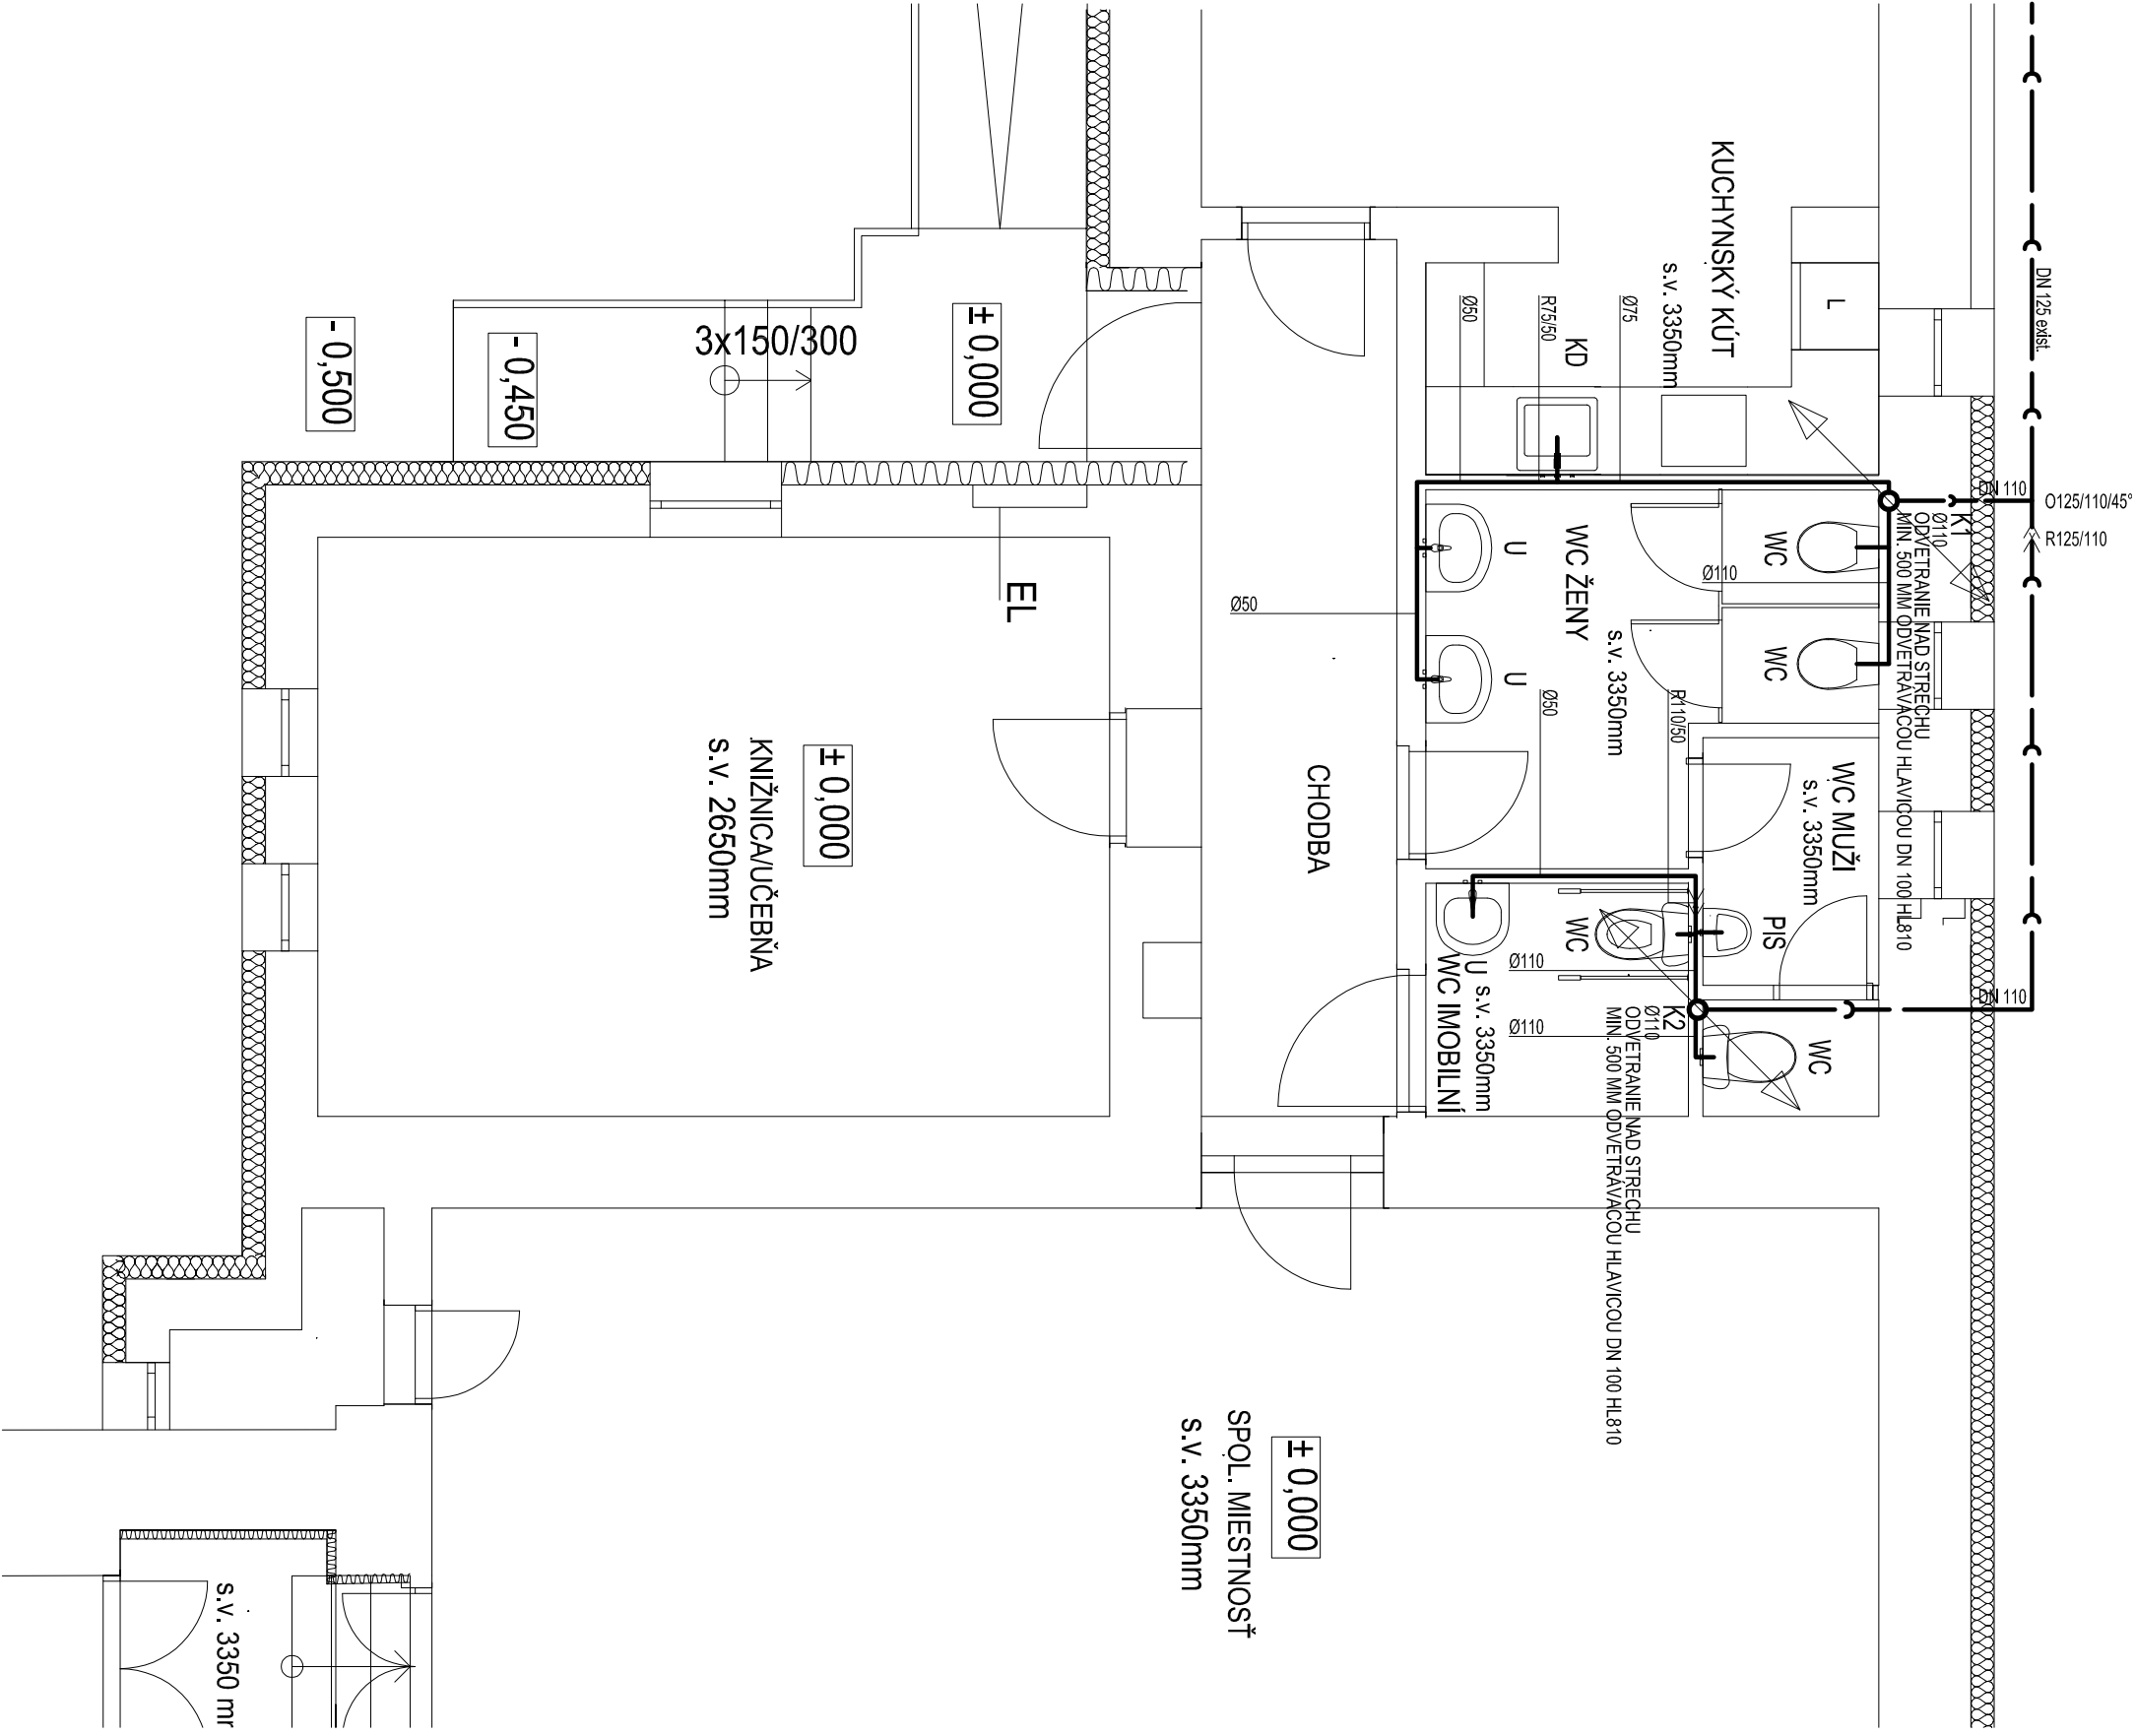 DN 125 exist.
O125/110/45°
R125/110
DN 110
DN 110
K1
Ø110
ODVETRANIE NAD STRECHU
MIN. 500 MM ODVETRÁVACOU HLAVICOU DN 100 HL810
L
KUCHYNSKÝ KÚT
s.v. 3350mm
Ø75
KD
R75/50
Ø50
WC
WC
Ø110
WC ŽENY
s.v. 3350mm
U
U
Ø50
R110/50
Ø50
WC MUŽI
s.v. 3350mm
PIS
WC
WC
Ø110
Ø110
K2
Ø110
ODVETRANIE NAD STRECHU
MIN. 500 MM ODVETRÁVACOU HLAVICOU DN 100 HL810
U
s.v. 3350mm
WC IMOBILNÍ
CHODBA
± 0,000
3x150/300
- 0,450
- 0,500
EL
± 0,000
KNIŽNICA/UČEBŇA
s.v. 2650mm
± 0,000
SPOL. MIESTNOSŤ
s.v. 3350mm
s.v. 3350 mr